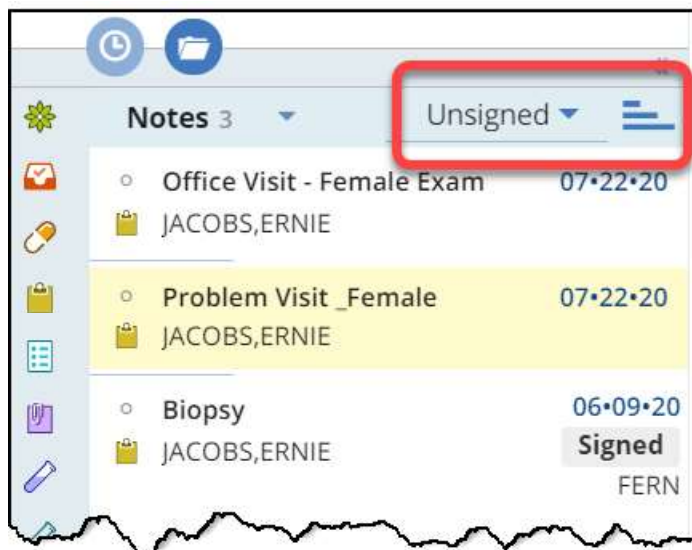 Notes 3 Unsigned
Office Visit - Female Exam 07•22•20
JACOBS,ERNIE
Problem Visit _Female 07•22•20
JACOBS,ERNIE
Biopsy 06•09•20
JACOBS,ERNIE Signed
FERN